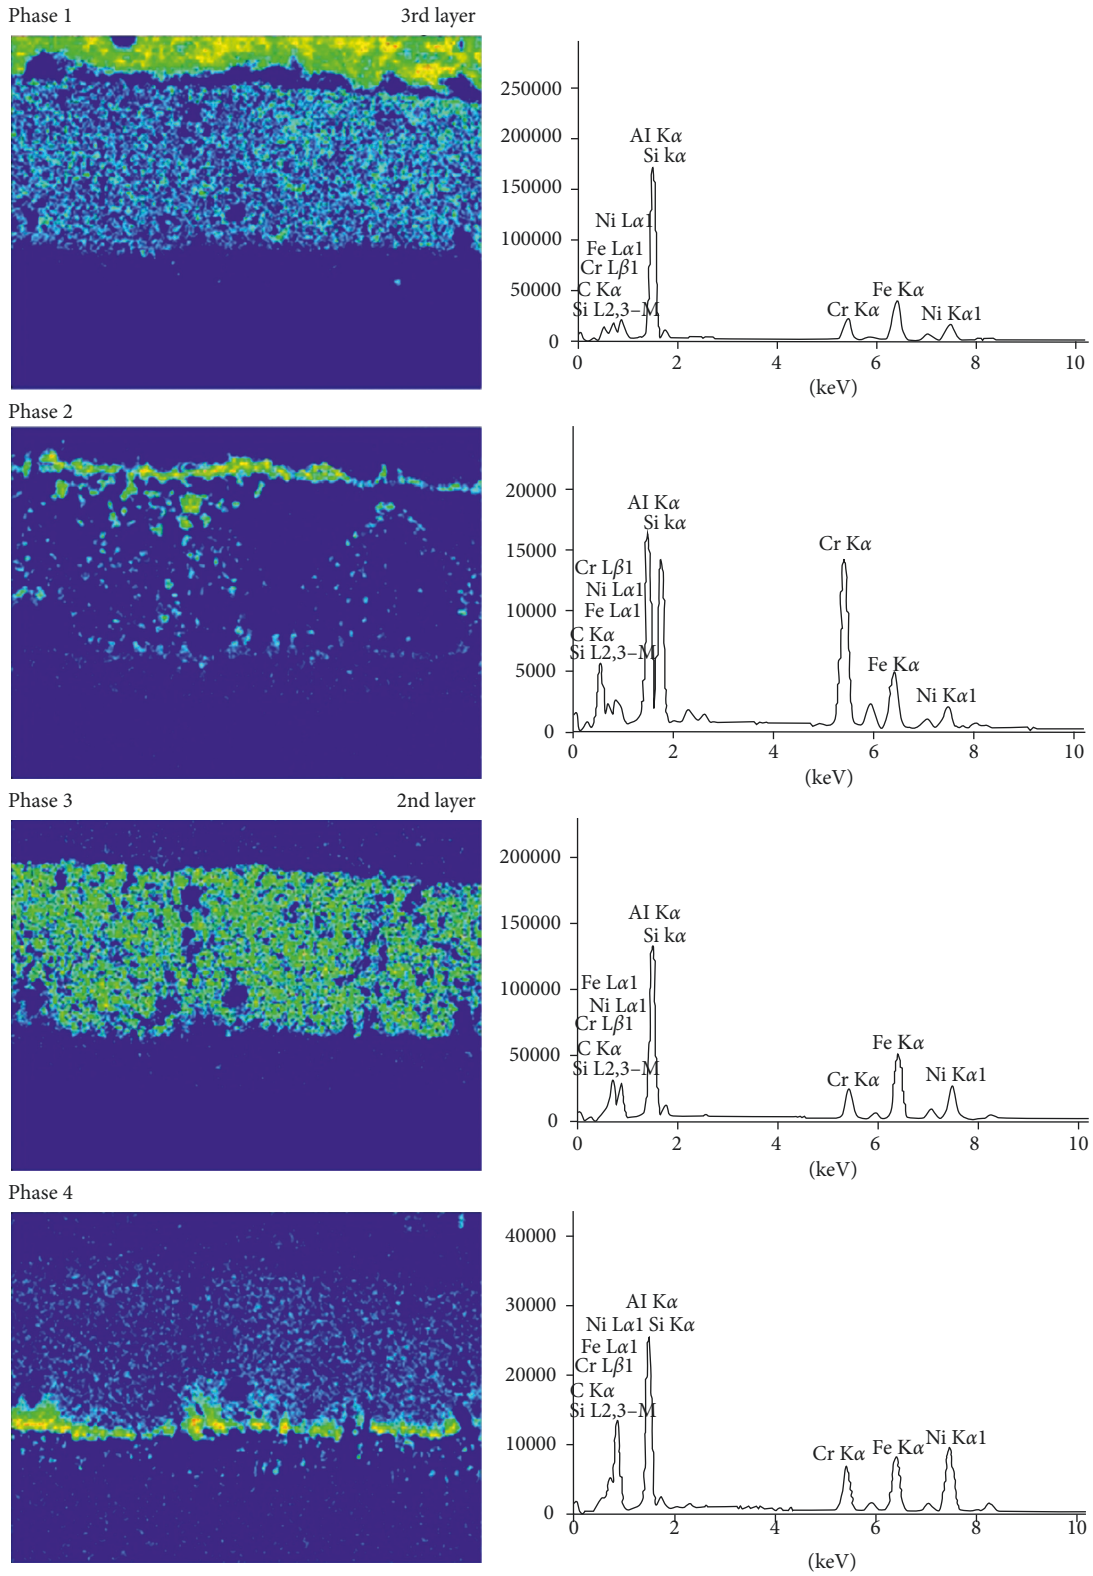 Phase 1 3rd layer
250000
200000
150000
100000
50000
0
Al Kα
Si kα
Ni Lα1
Fe Lα1
Cr Lβ1
C Kα
Si L2,3–M
Cr Kα
Fe Kα
Ni Kα1
0 2 4 6 8 10
(keV)
Phase 2
20000
15000
10000
5000
0
Al Kα
Si kα
Cr Lβ1
Ni Lα1
Fe Lα1
C Kα
Si L2,3–M
Cr Kα
Fe Kα
Ni Kα1
0 2 4 6 8 10
(keV)
Phase 3 2nd layer
200000
150000
100000
50000
0
Al Kα
Si kα
Fe Lα1
Ni Lα1
Cr Lβ1
C Kα
Si L2,3–M
Cr Kα
Fe Kα
Ni Kα1
0 2 4 6 8 10
(keV)
Phase 4
40000
30000
20000
10000
0
Al Kα
Ni Lα1 Si Kα
Fe Lα1
Cr Lβ1
C Kα
Si L2,3–M
Cr Kα
Fe Kα
Ni Kα1
0 2 4 6 8 10
(keV)